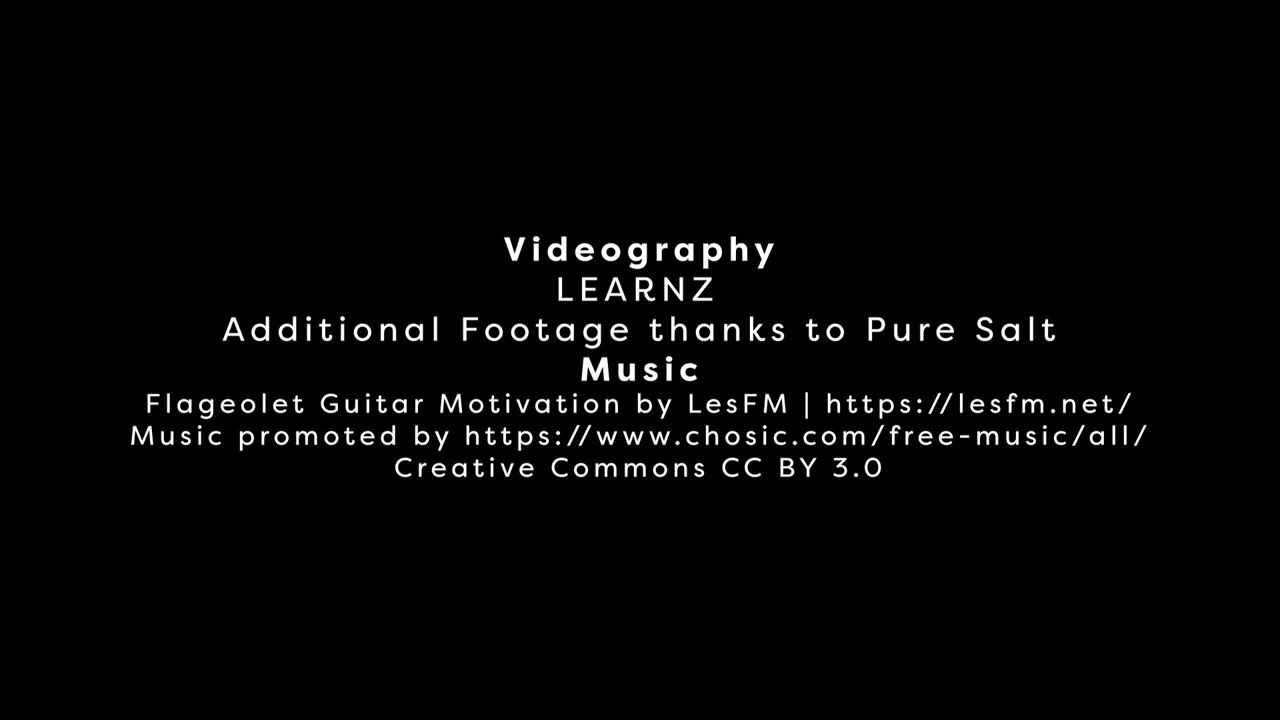 Videography
LEARNZ
Additional Footage thanks to Pure Salt
Music
Flageolet Guitar Motivation by LesFM | https://lesfm.net/
Music promoted by https://www.chosic.com/free-music/all/
Creative Commons CC BY 3.0